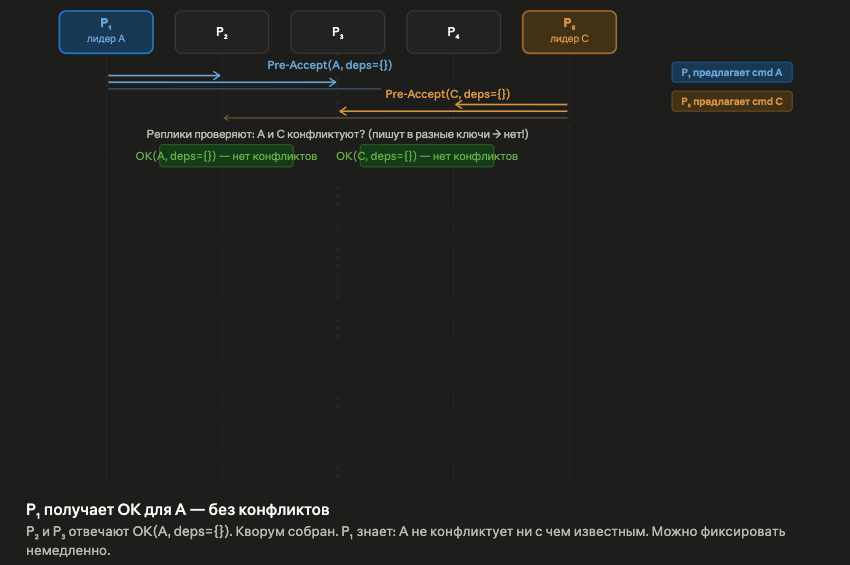 P₁
лидер A
P₂
P₃
P₄
P₅
лидер C
Pre-Accept(A, deps={})
P₁ предлагает cmd A
Pre-Accept(C, deps={})
P₅ предлагает cmd C
Реплики проверяют: A и C конфликтуют? (пишут в разные ключи → нет!)
OK(A, deps={}) — нет конфликтов
OK(C, deps={}) — нет конфликтов
P₁ получает OK для A — без конфликтов
P₂ и P₃ отвечают OK(A, deps={}). Кворум собран. P₁ знает: A не конфликтует ни с чем известным. Можно фиксировать
немедленно.